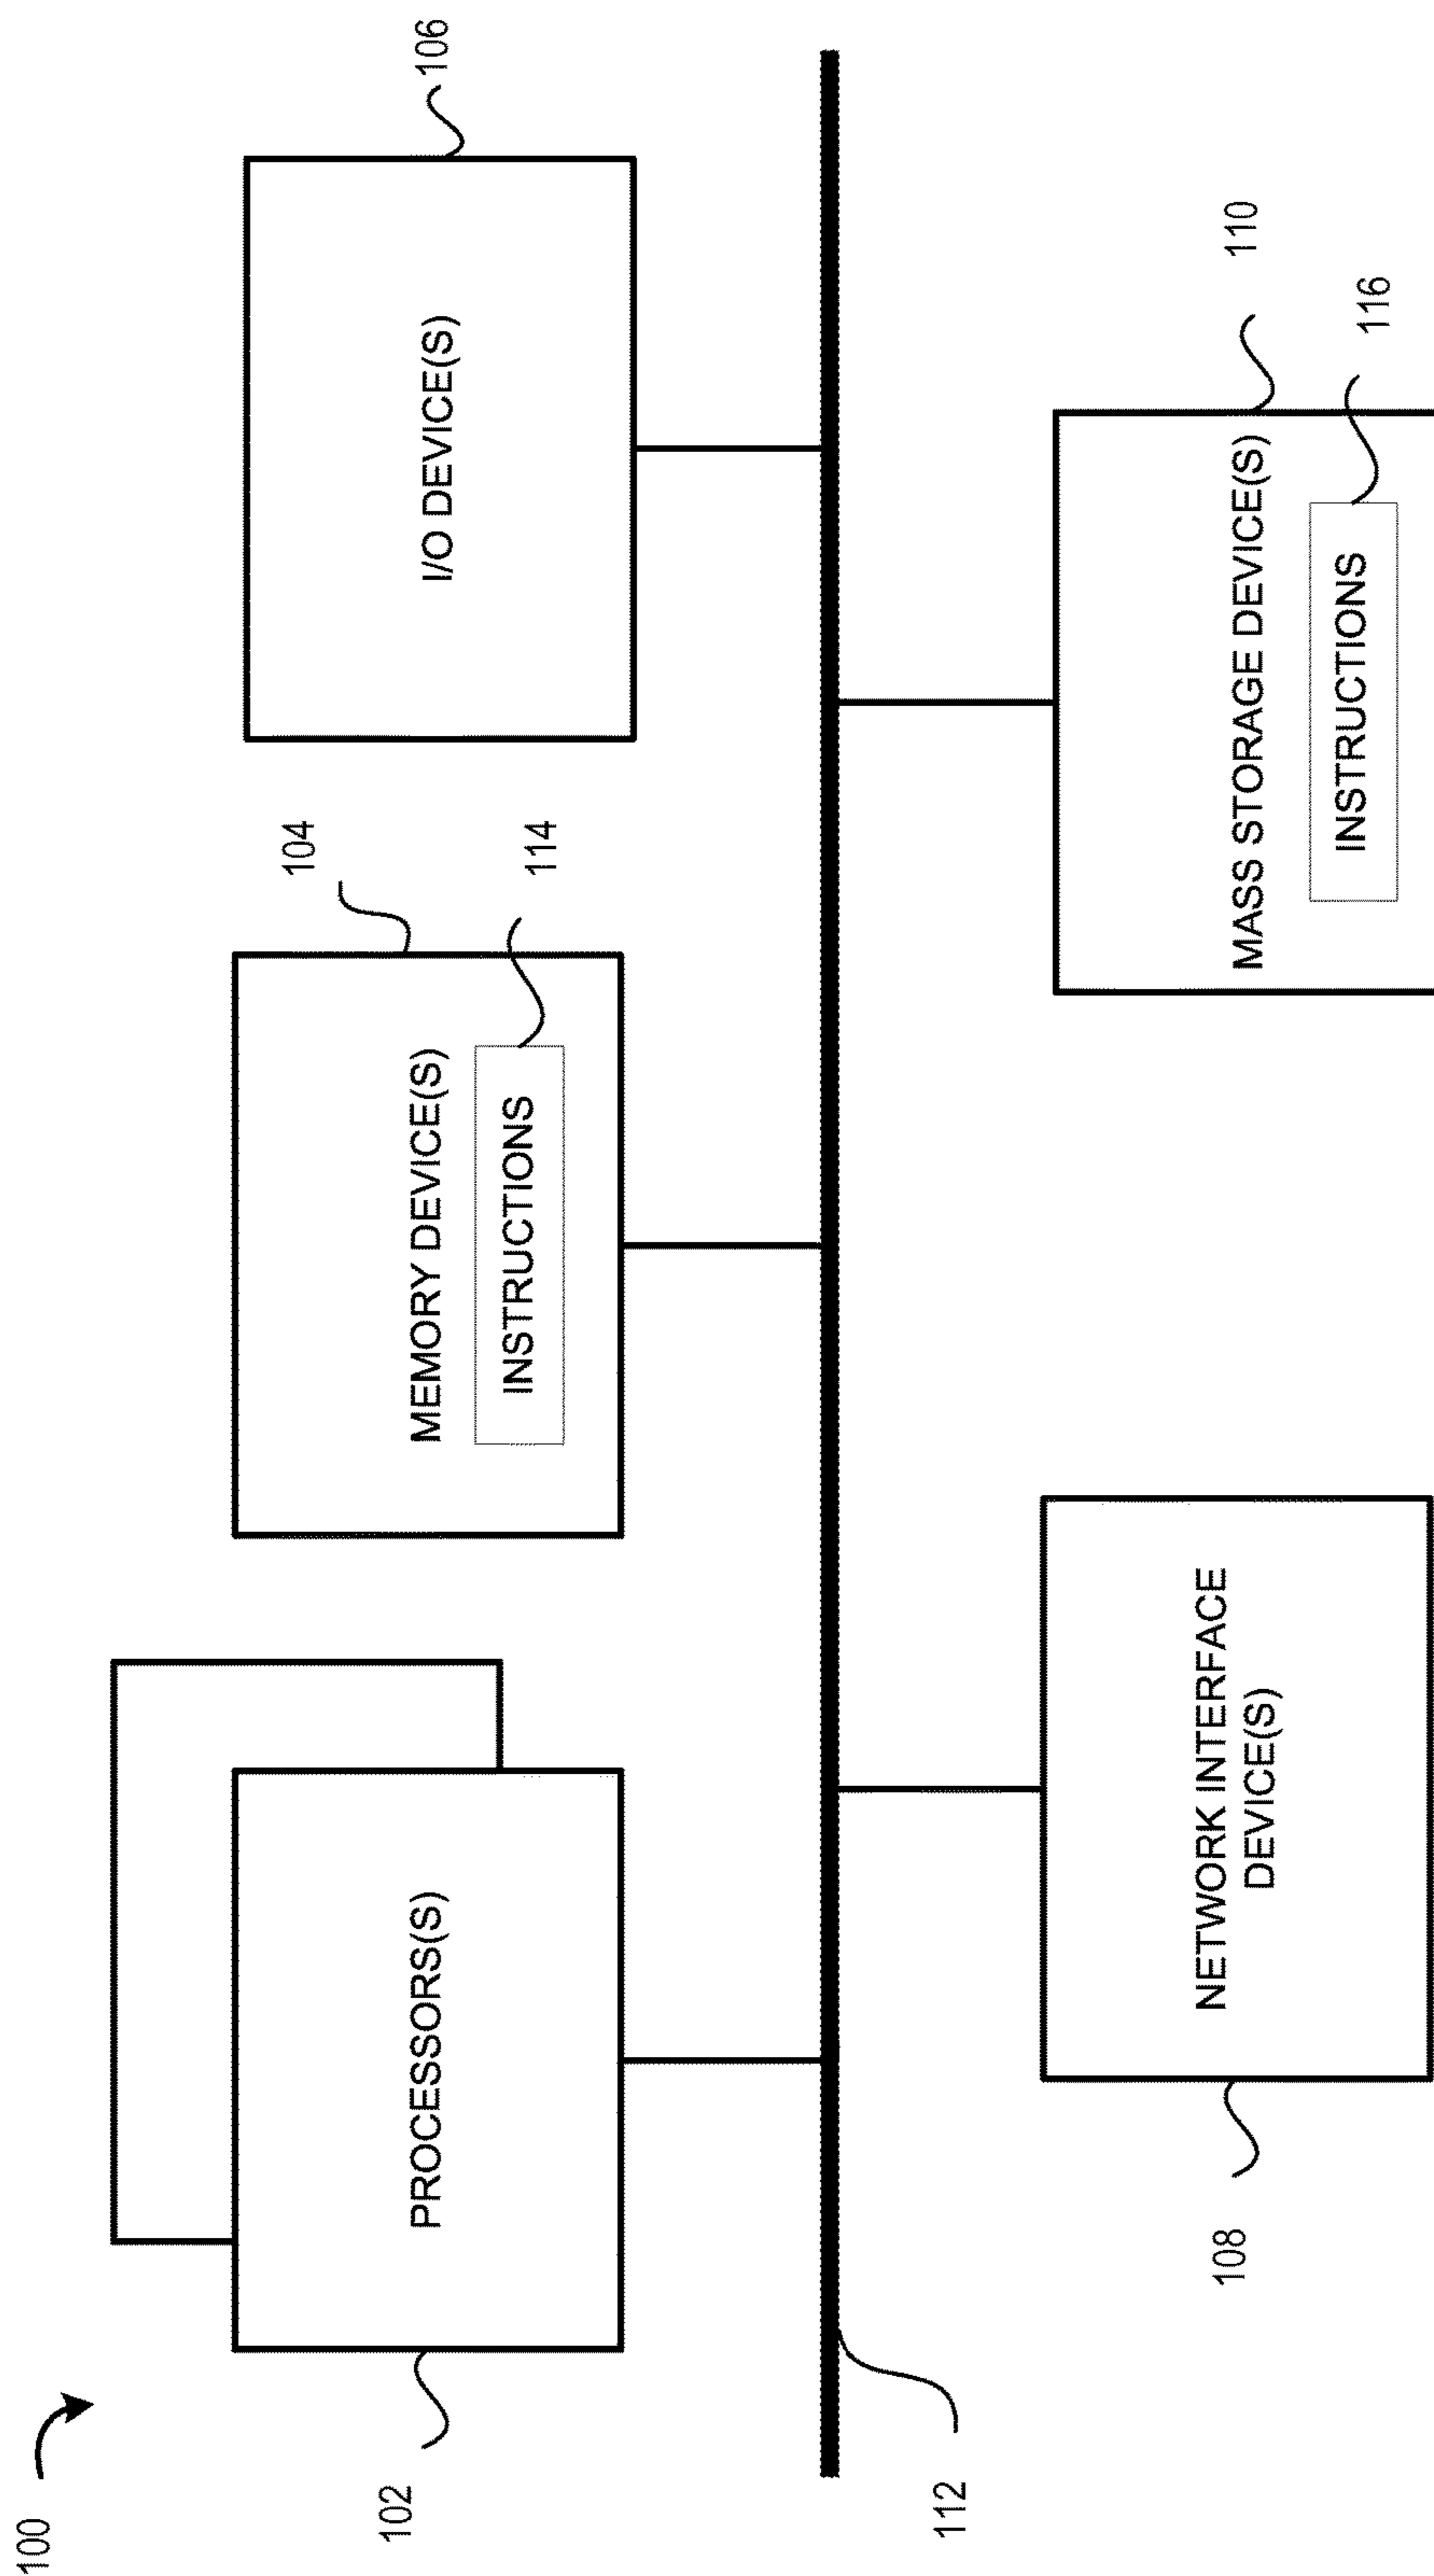 100
102
PROCESSORS(S)
104
MEMORY DEVICE(S)
114
INSTRUCTIONS
106
I/O DEVICE(S)
112
108
NETWORK INTERFACE
DEVICE(S)
110
MASS STORAGE DEVICE(S)
116
INSTRUCTIONS